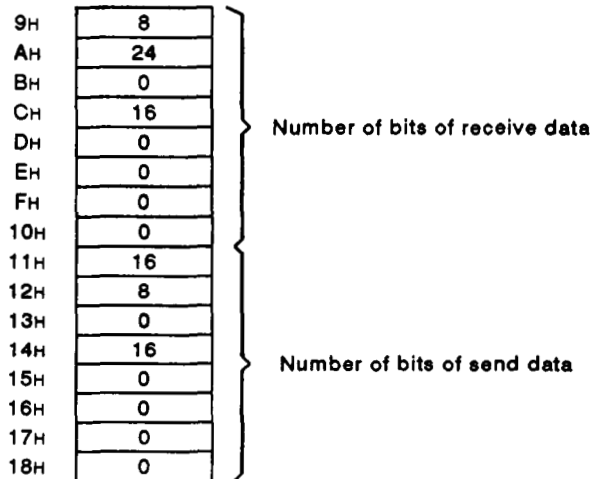 9H 8
AH 24
BH 0
CH 16
Number of bits of receive data
DH 0
EH 0
FH 0
10H 0
11H 16
12H 8
13H 0
14H 16
Number of bits of send data
15H 0
16H 0
17H 0
18H 0